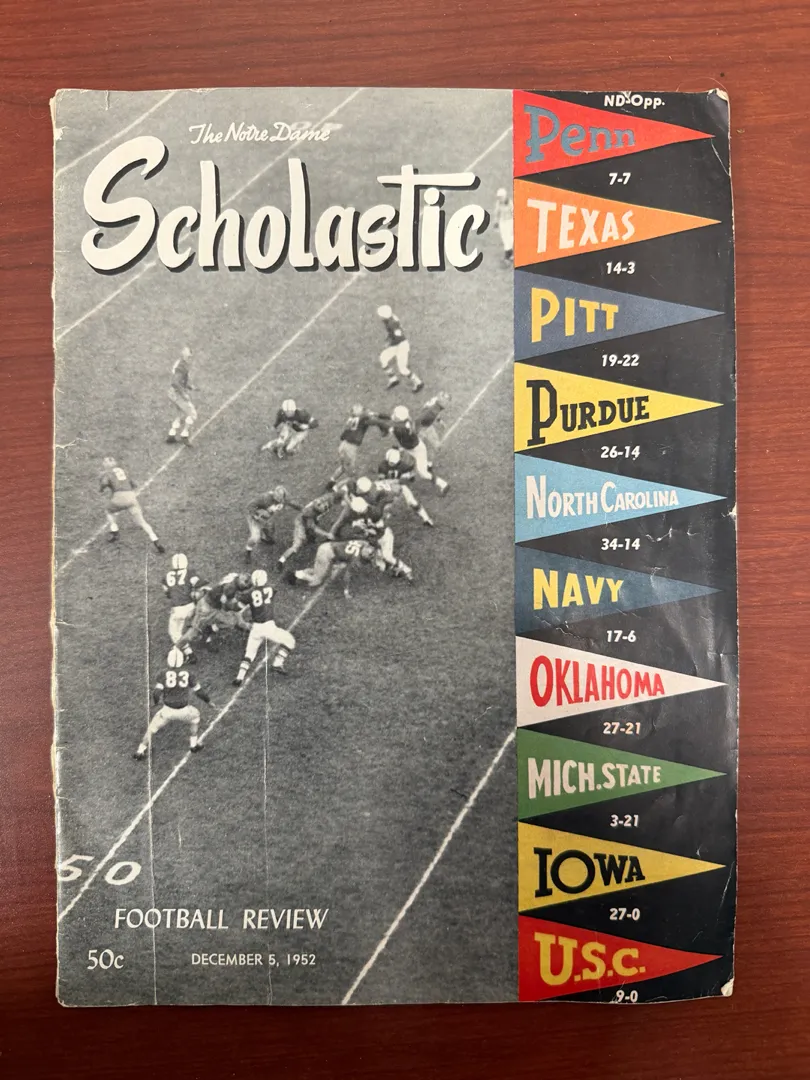 The Notre Dame
Scholastic
67
87
83
50
FOOTBALL REVIEW
50c
DECEMBER 5, 1952
ND-Opp.
Penn
7-7
TEXAS
14-3
PITT
19-22
PURDUE
26-14
NORTH CAROLINA
34-14
NAVY
17-6
OKLAHOMA
27-21
MICH. STATE
3-21
IOWA
27-0
U.S.C.
9-0